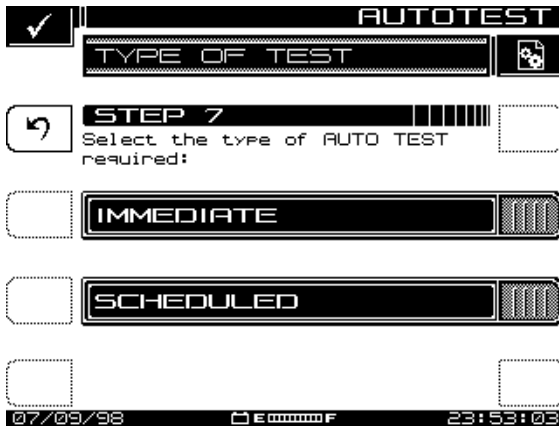 AUTOTEST
TYPE OF TEST
STEP 7
Select the type of AUTO TEST
required:
IMMEDIATE
SCHEDULED
07/09/98 E F 23:53:03